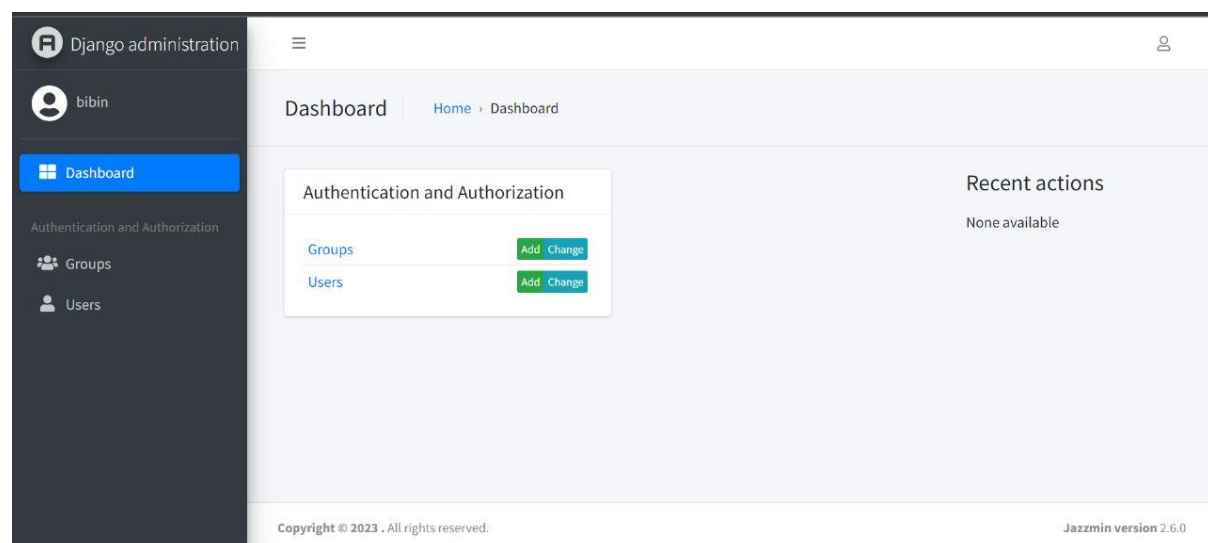 Django administration
bibin
Dashboard
Authentication and Authorization
Groups
Users
Dashboard
Home › Dashboard
Authentication and Authorization
Groups Add Change
Users Add Change
Recent actions
None available
Copyright © 2023 . All rights reserved.
Jazzmin version 2.6.0